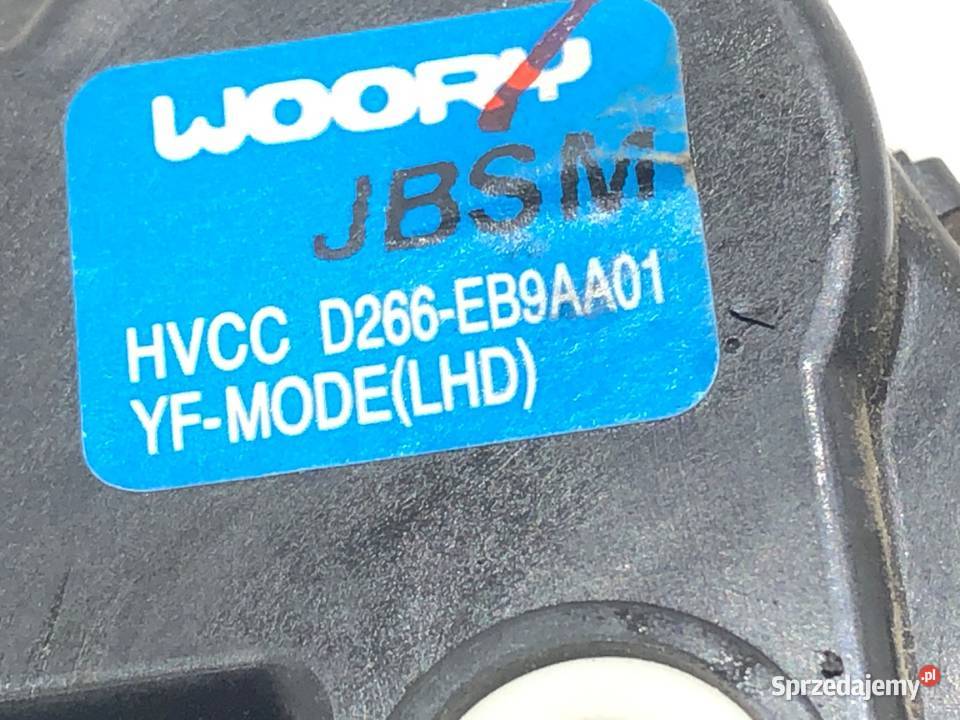 WOORY
JBSM
HVCC D266-EB9AA01
YF-MODE(LHD)
Sprzedajemy.pl